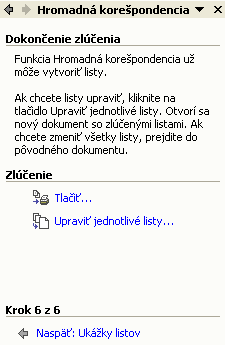 Hromadná korešpondencia
Dokončenie zlúčenia
Funkcia Hromadná korešpondencia už
môže vytvoriť listy.
Ak chcete listy upraviť, kliknite na
tlačidlo Upraviť jednotlivé listy. Otvorí sa
nový dokument so zlúčenými listami. Ak
chcete zmeniť všetky listy, prejdite do
pôvodného dokumentu.
Zlúčenie
Tlačiť...
Upraviť jednotlivé listy...
Krok 6 z 6
Naspäť: Ukážky listov